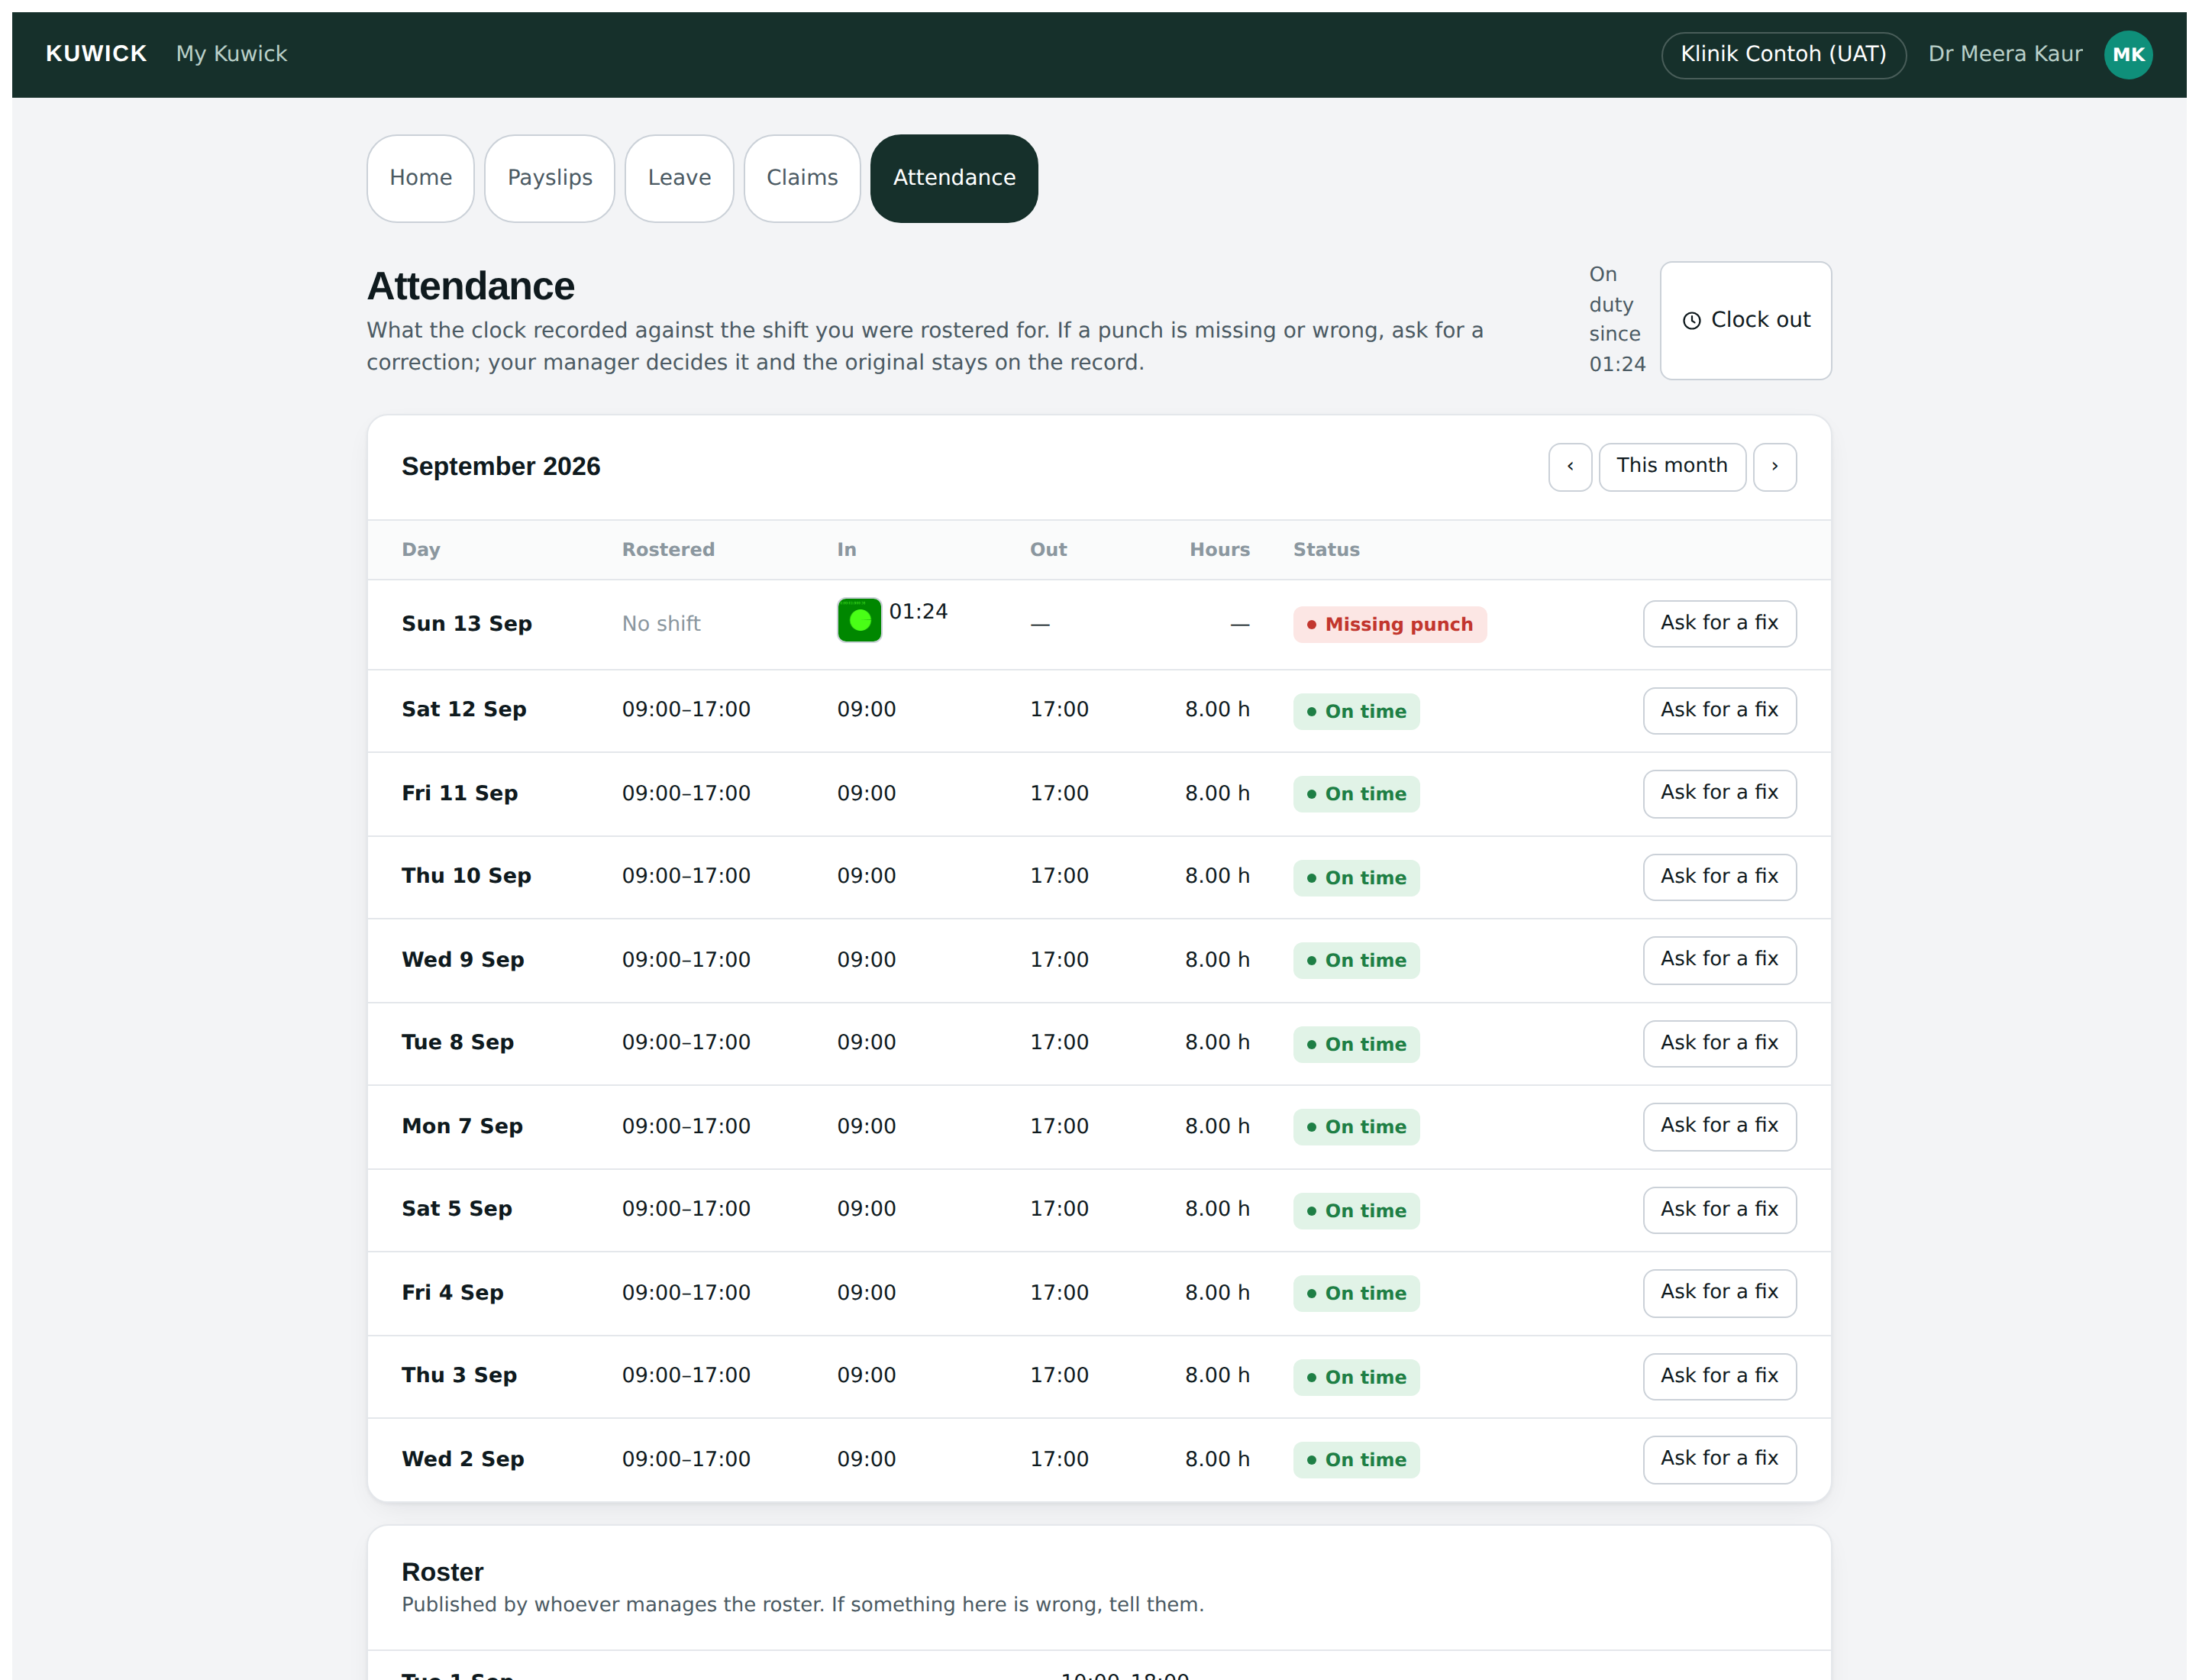 KUWICK My Kuwick Klinik Contoh (UAT) Dr Meera Kaur MK
Home Payslips Leave Claims Attendance
Attendance
What the clock recorded against the shift you were rostered for. If a punch is missing or wrong, ask for a
correction; your manager decides it and the original stays on the record.
On
duty
since
01:24
Clock out
September 2026 ‹ This month ›
Day Rostered In Out Hours Status
Sun 13 Sep No shift 01:24 — — Missing punch Ask for a fix
Sat 12 Sep 09:00–17:00 09:00 17:00 8.00 h On time Ask for a fix
Fri 11 Sep 09:00–17:00 09:00 17:00 8.00 h On time Ask for a fix
Thu 10 Sep 09:00–17:00 09:00 17:00 8.00 h On time Ask for a fix
Wed 9 Sep 09:00–17:00 09:00 17:00 8.00 h On time Ask for a fix
Tue 8 Sep 09:00–17:00 09:00 17:00 8.00 h On time Ask for a fix
Mon 7 Sep 09:00–17:00 09:00 17:00 8.00 h On time Ask for a fix
Sat 5 Sep 09:00–17:00 09:00 17:00 8.00 h On time Ask for a fix
Fri 4 Sep 09:00–17:00 09:00 17:00 8.00 h On time Ask for a fix
Thu 3 Sep 09:00–17:00 09:00 17:00 8.00 h On time Ask for a fix
Wed 2 Sep 09:00–17:00 09:00 17:00 8.00 h On time Ask for a fix
Roster
Published by whoever manages the roster. If something here is wrong, tell them.
Tue 1 Sep 10:00–18:00